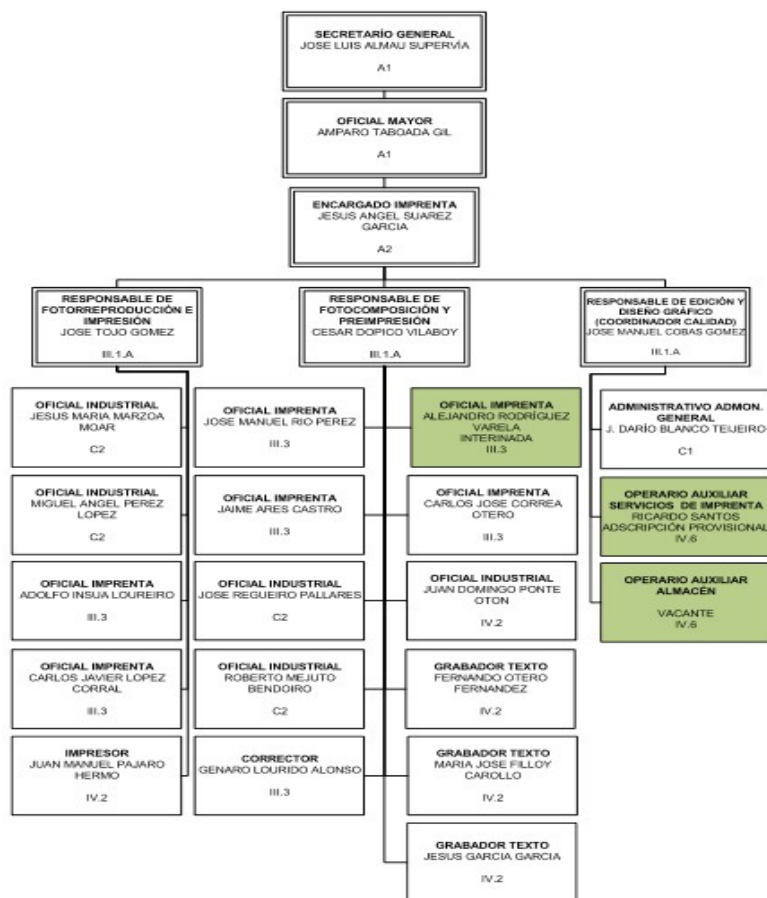 SECRETARÍO GENERAL
JOSE LUIS ALMAU SUPERVÍA
A1
OFICIAL MAYOR
AMPARO TABOADA GIL
A1
ENCARGADO IMPRENTA
JESUS ANGEL SUAREZ
GARCIA
A2
RESPONSABLE DE
FOTORREPRODUCCIÓN E
IMPRESIÓN
JOSE TOJO GOMEZ
III.1.A
RESPONSABLE DE
FOTOCOMPOSICIÓN Y
PREIMPRESIÓN
CESAR DOPICO VILABOY
III.1.A
RESPONSABLE DE EDICIÓN Y
DISEÑO GRÁFICO
(COORDINADOR CALIDAD)
JOSE MANUEL COBAS GOMEZ
III.1.A
OFICIAL INDUSTRIAL
JESUS MARIA MARZOA
MOAR
C2
OFICIAL INDUSTRIAL
MIGUEL ANGEL PEREZ
LOPEZ
C2
OFICIAL IMPRENTA
ADOLFO INSUA LOUREIRO
III.3
OFICIAL IMPRENTA
CARLOS JAVIER LOPEZ
CORRAL
III.3
IMPRESOR
JUAN MANUEL PAJARO
HERMO
IV.2
OFICIAL IMPRENTA
JOSE MANUEL RIO PEREZ
III.3
OFICIAL IMPRENTA
JAIME ARES CASTRO
III.3
OFICIAL INDUSTRIAL
JOSE REGUEIRO PALLARES
C2
OFICIAL INDUSTRIAL
ROBERTO MEJUTO
BENDOIRO
C2
CORRECTOR
GENARO LOURIDO ALONSO
III.3
OFICIAL IMPRENTA
ALEJANDRO RODRÍGUEZ
VARELA
INTERINADA
III.3
OFICIAL IMPRENTA
CARLOS JOSE CORREA
OTERO
III.3
OFICIAL INDUSTRIAL
JUAN DOMINGO PONTE
OTON
IV.2
GRABADOR TEXTO
FERNANDO OTERO
FERNANDEZ
IV.2
GRABADOR TEXTO
MARIA JOSE FILLOY
CAROLLO
IV.2
GRABADOR TEXTO
JESUS GARCIA GARCIA
IV.2
ADMINISTRATIVO ADMON.
GENERAL
J. DARÍO BLANCO TEIJEIRO
C1
OPERARIO AUXILIAR
SERVICIOS DE IMPRENTA
RICARDO SANTOS
ADSCRIPCIÓN PROVISIONAL
IV.6
OPERARIO AUXILIAR
ALMACÉN
VACANTE
IV.6